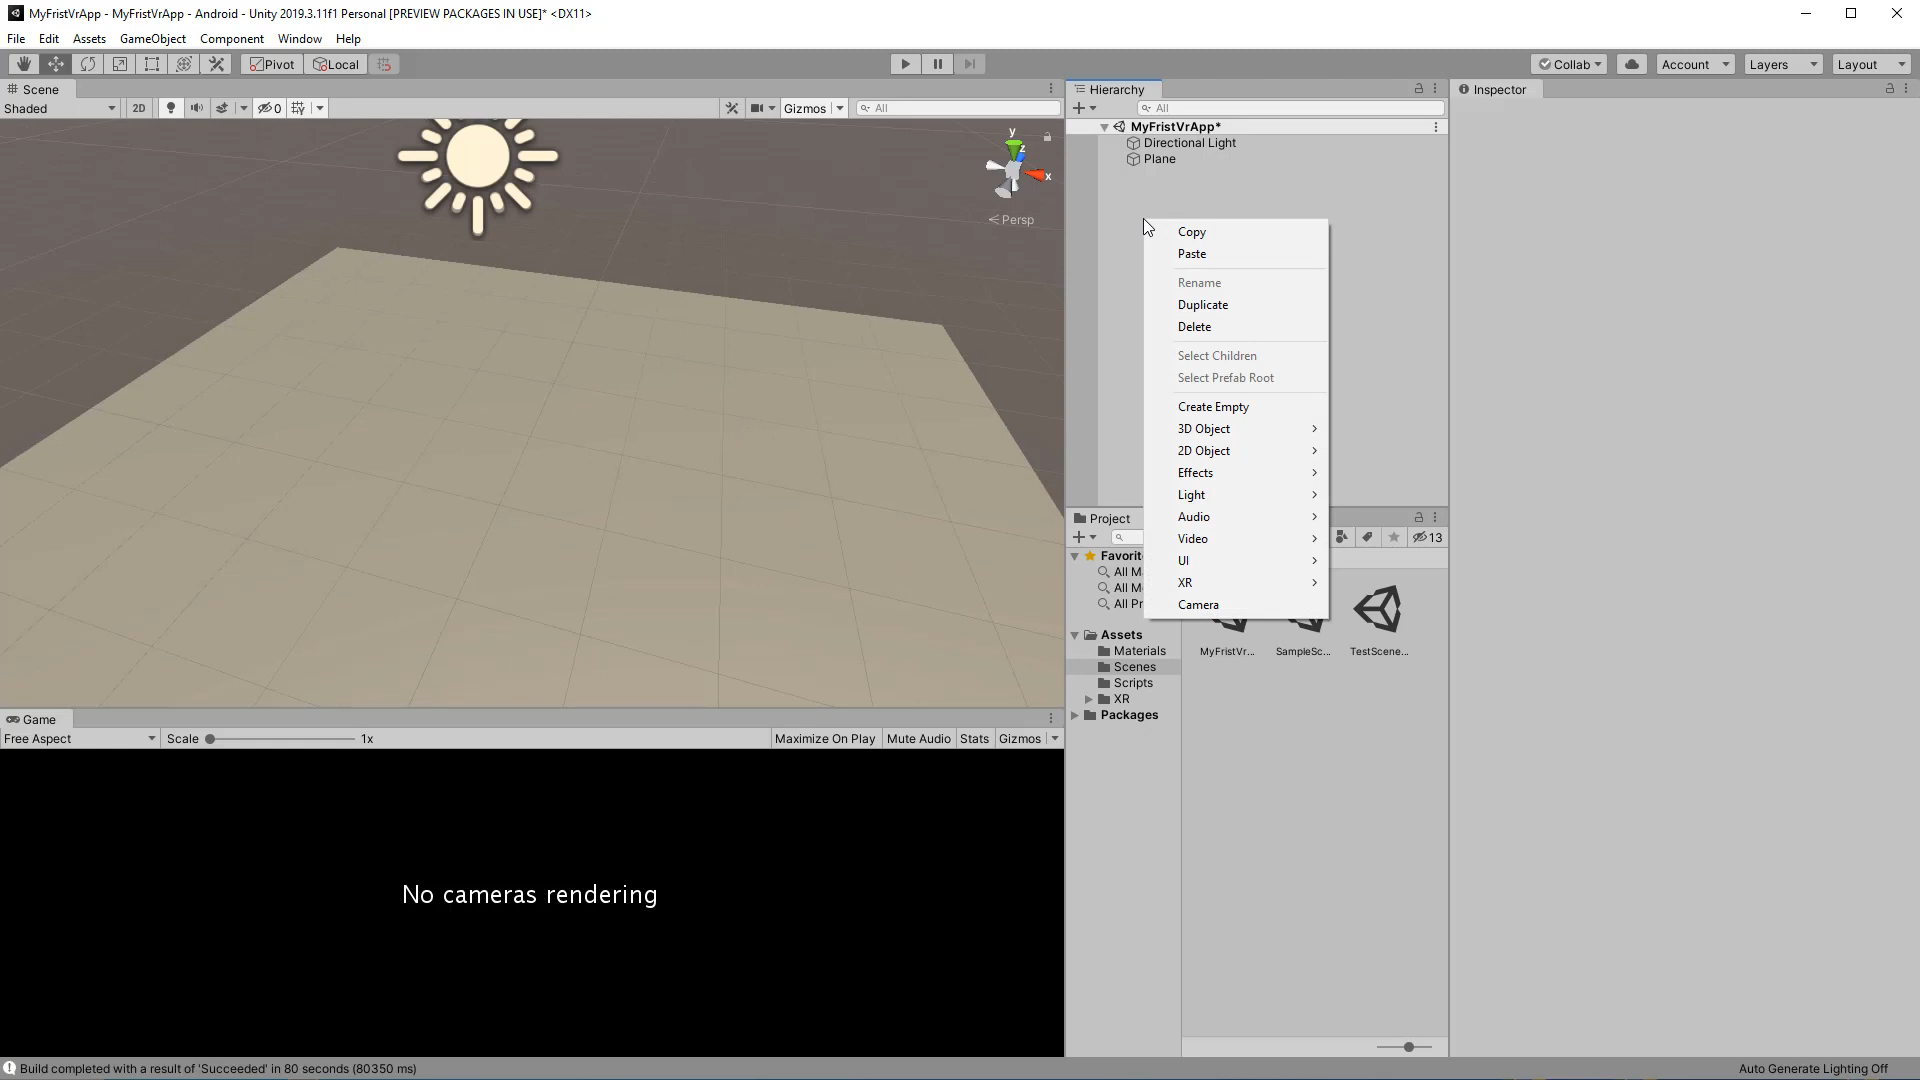 MyFristVrApp - MyFristVrApp - Android - Unity 2019.3.11f1 Personal [PREVIEW PACKAGES IN USE]* <DX11>
File Edit Assets GameObject Component Window Help
Pivot Local Collab Account Layers Layout
Scene
Shaded 2D 0 Gizmos All
y
z
x
Persp
Hierarchy
All
MyFristVrApp*
Directional Light
Plane
Copy
Paste
Rename
Duplicate
Delete
Select Children
Select Prefab Root
Create Empty
3D Object
2D Object
Effects
Light
Audio
Video
UI
XR
Camera
Inspector
Project
13
Favorit
All M
All M
All Pr
Assets
Materials
Scenes
Scripts
XR
Packages
MyFristVr... SampleSc... TestScene...
Game
Free Aspect Scale 1x Maximize On Play Mute Audio Stats Gizmos
No cameras rendering
Build completed with a result of 'Succeeded' in 80 seconds (80350 ms)
Auto Generate Lighting Off